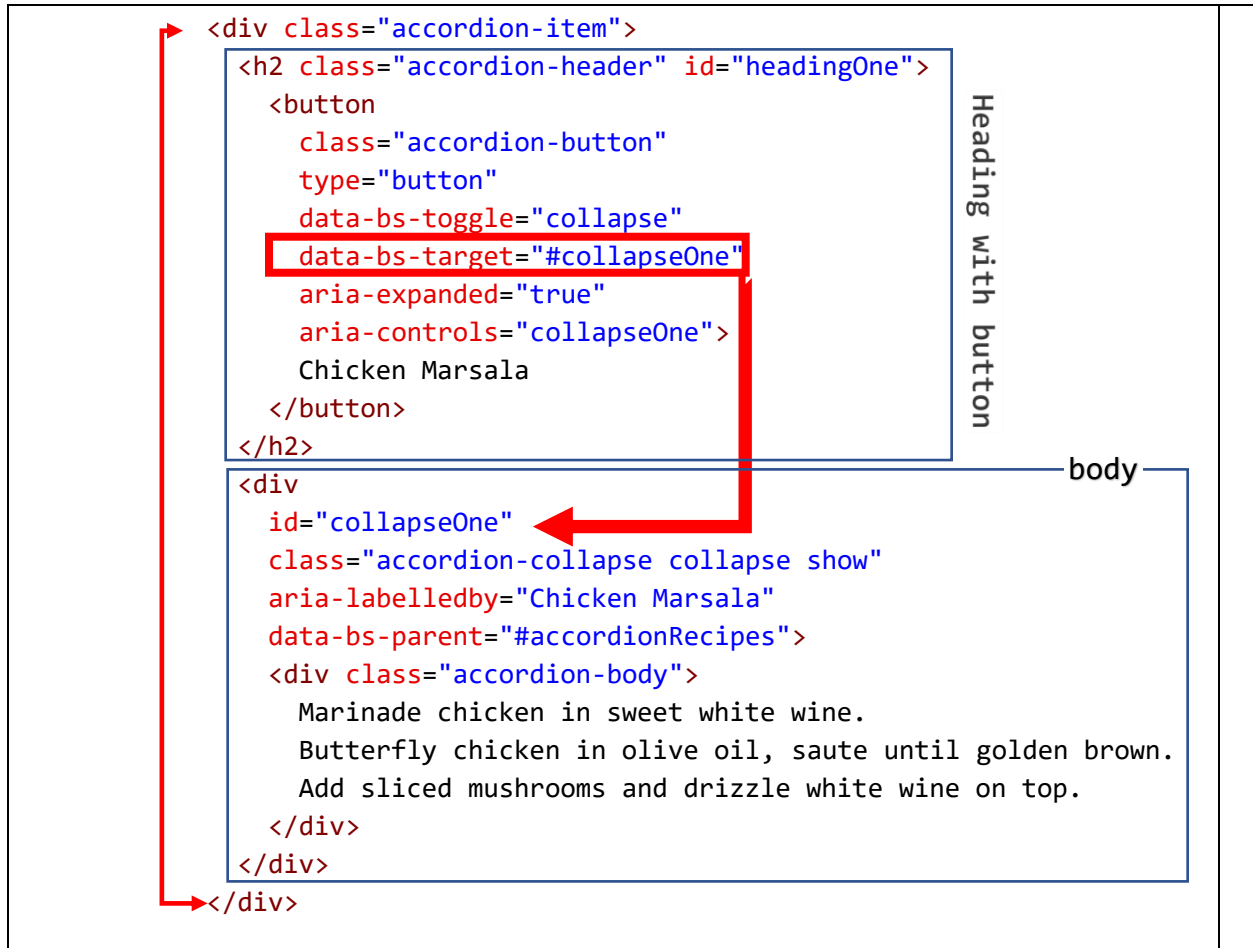 <div class="accordion-item">
<h2 class="accordion-header" id="headingOne">
<button
class="accordion-button"
type="button"
data-bs-toggle="collapse"
data-bs-target="#collapseOne"
aria-expanded="true"
aria-controls="collapseOne">
Chicken Marsala
</button>
</h2>
Heading with button
body
<div
id="collapseOne"
class="accordion-collapse collapse show"
aria-labelledby="Chicken Marsala"
data-bs-parent="#accordionRecipes">
<div class="accordion-body">
Marinade chicken in sweet white wine.
Butterfly chicken in olive oil, saute until golden brown.
Add sliced mushrooms and drizzle white wine on top.
</div>
</div>
</div>